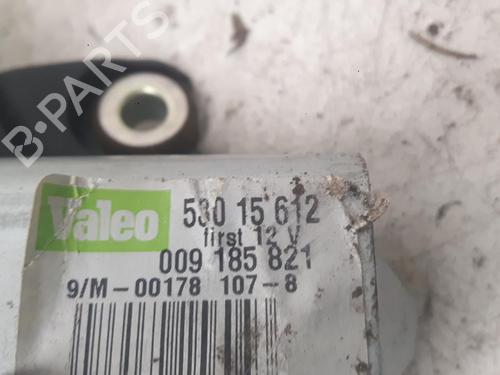 B-PARTS
Valeo
530 15 612
first 12 V
009 185 821
9/M-00178 107-8